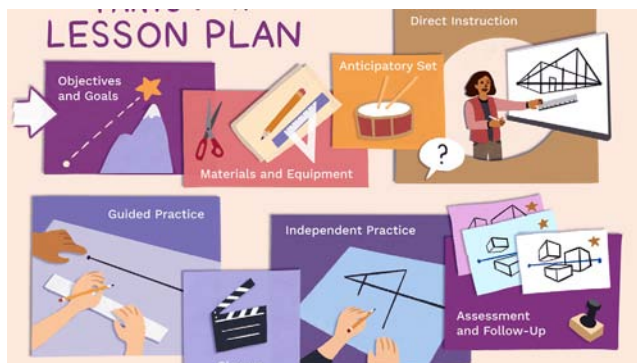 LESSON PLAN
Direct Instruction
Objectives
and Goals
Anticipatory Set
Materials and Equipment
?
Guided Practice
Independent Practice
Assessment
and Follow-Up